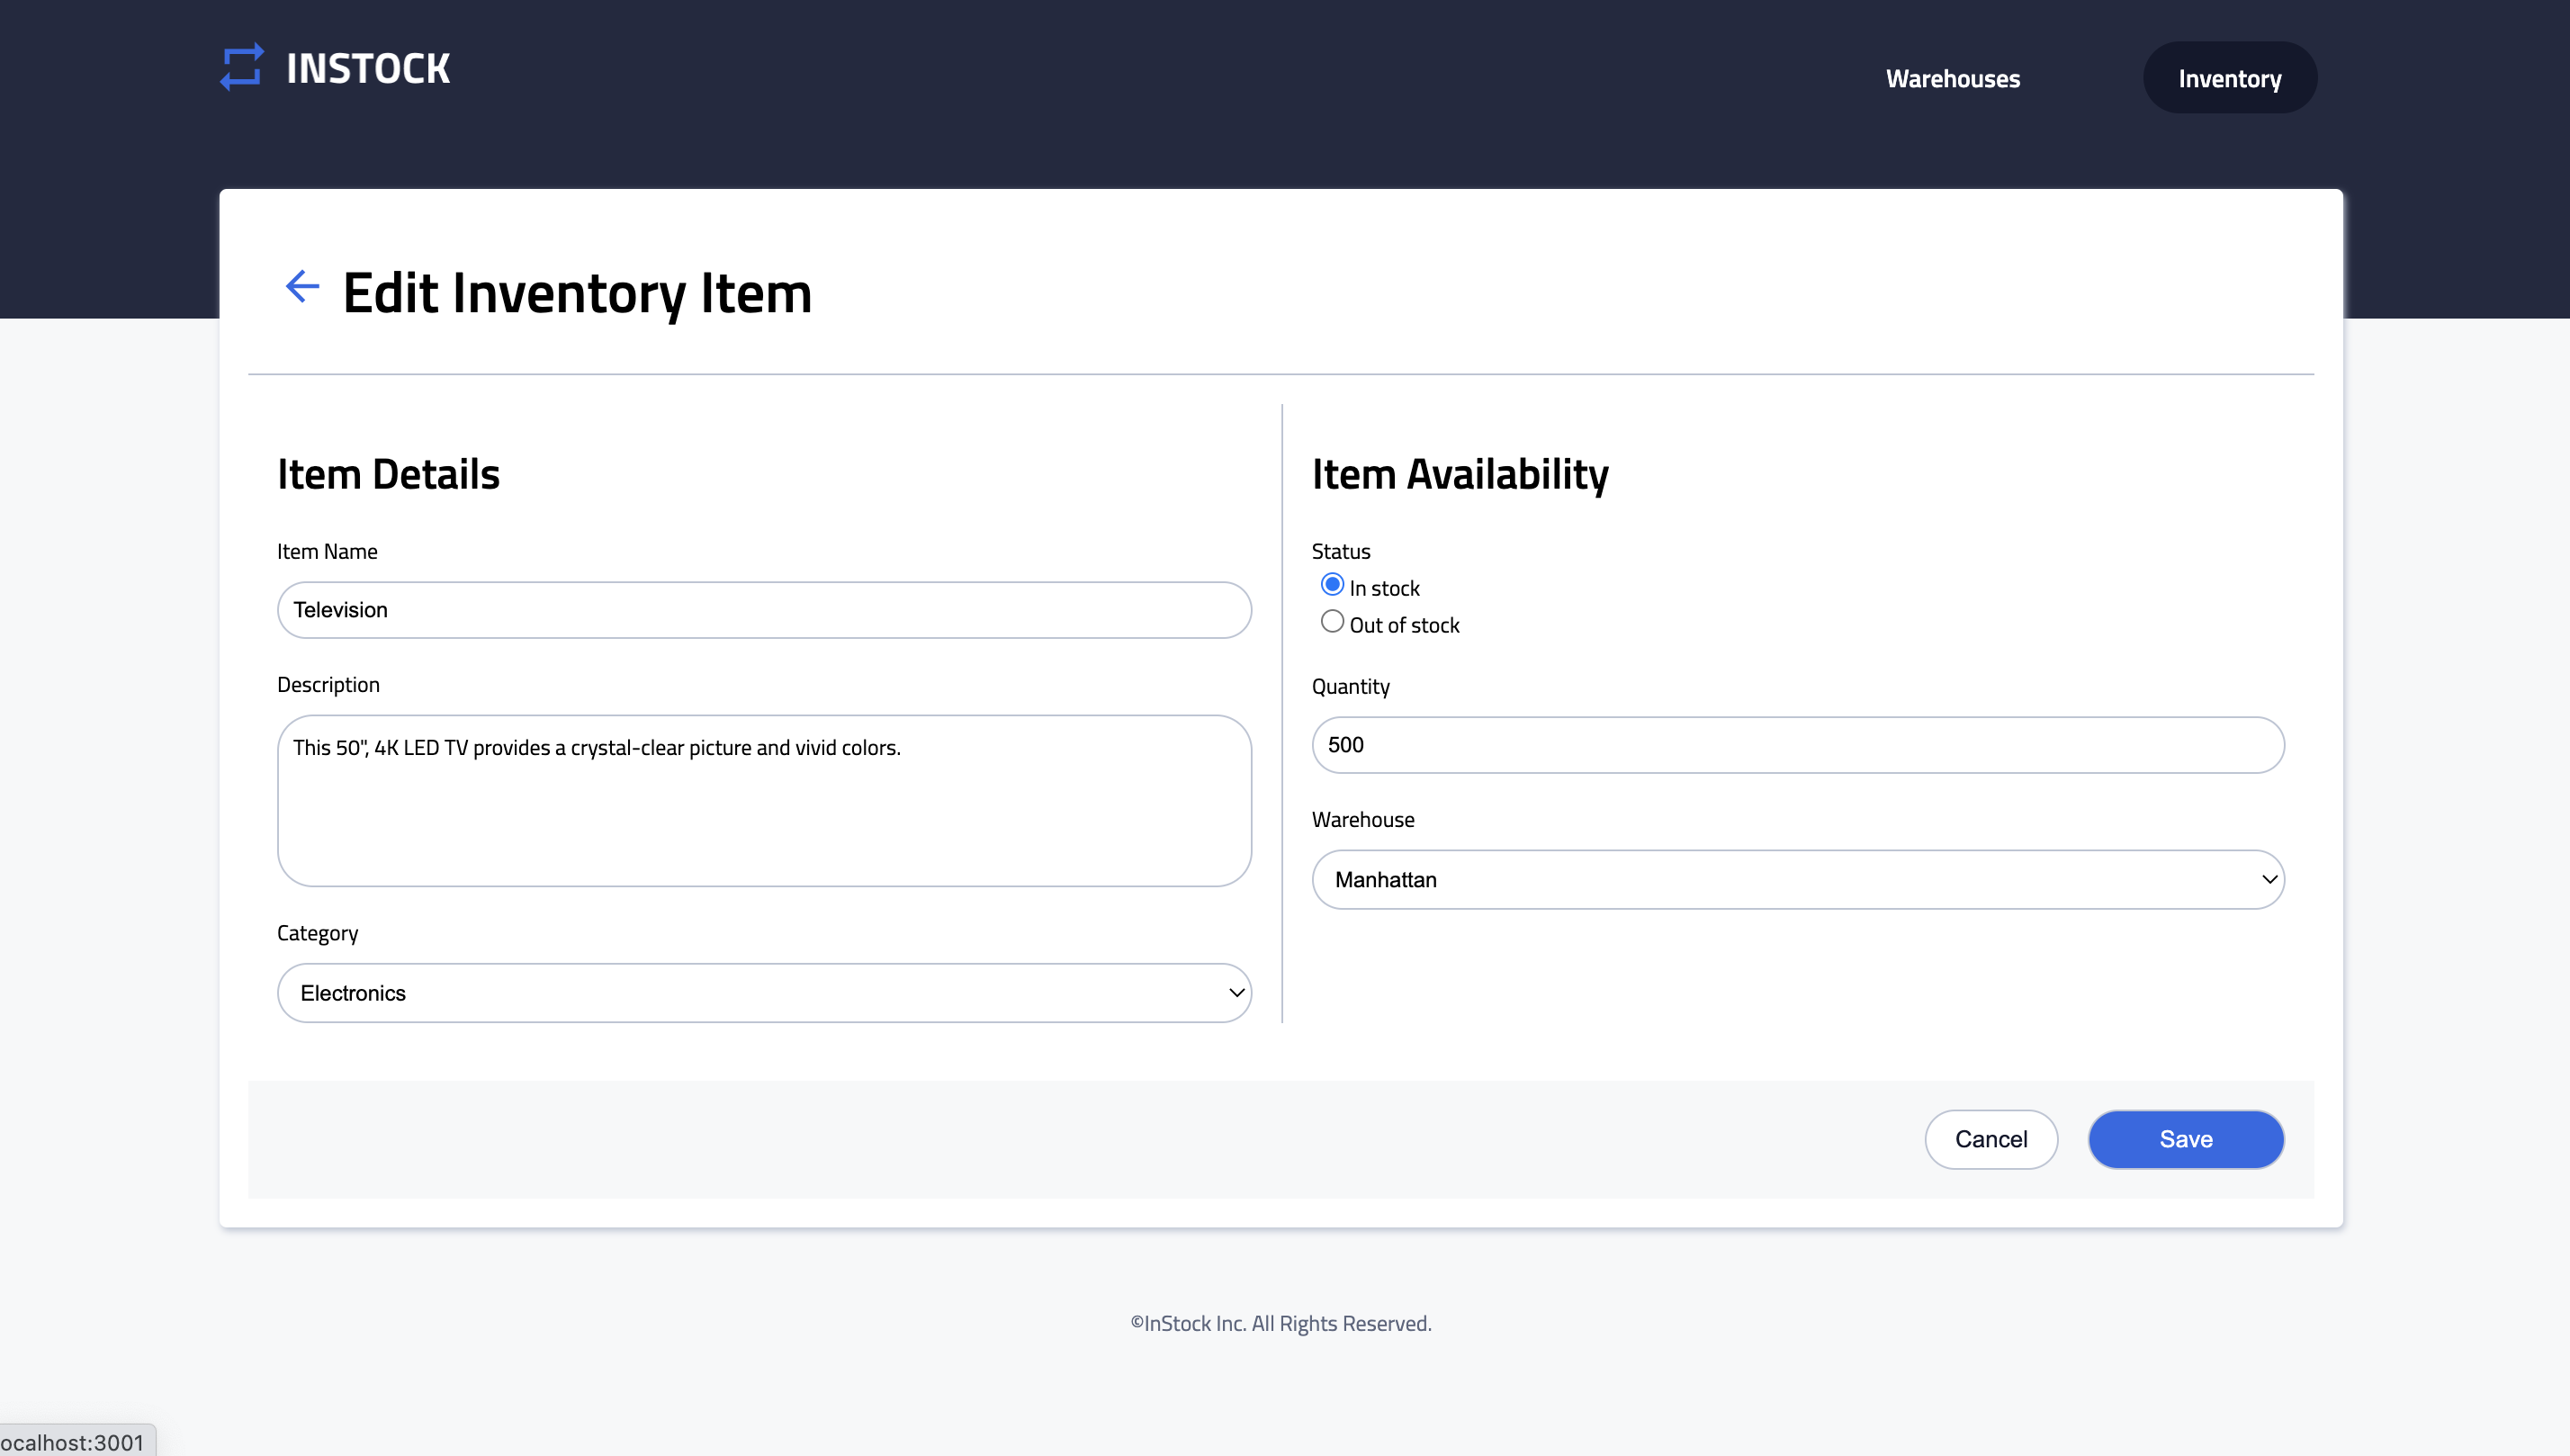 INSTOCK
Warehouses
Inventory
Edit Inventory Item
Item Details
Item Name
Television
Description
This 50", 4K LED TV provides a crystal-clear picture and vivid colors.
Category
Electronics
Item Availability
Status
In stock
Out of stock
Quantity
500
Warehouse
Manhattan
Cancel
Save
©InStock Inc. All Rights Reserved.
ocalhost:3001